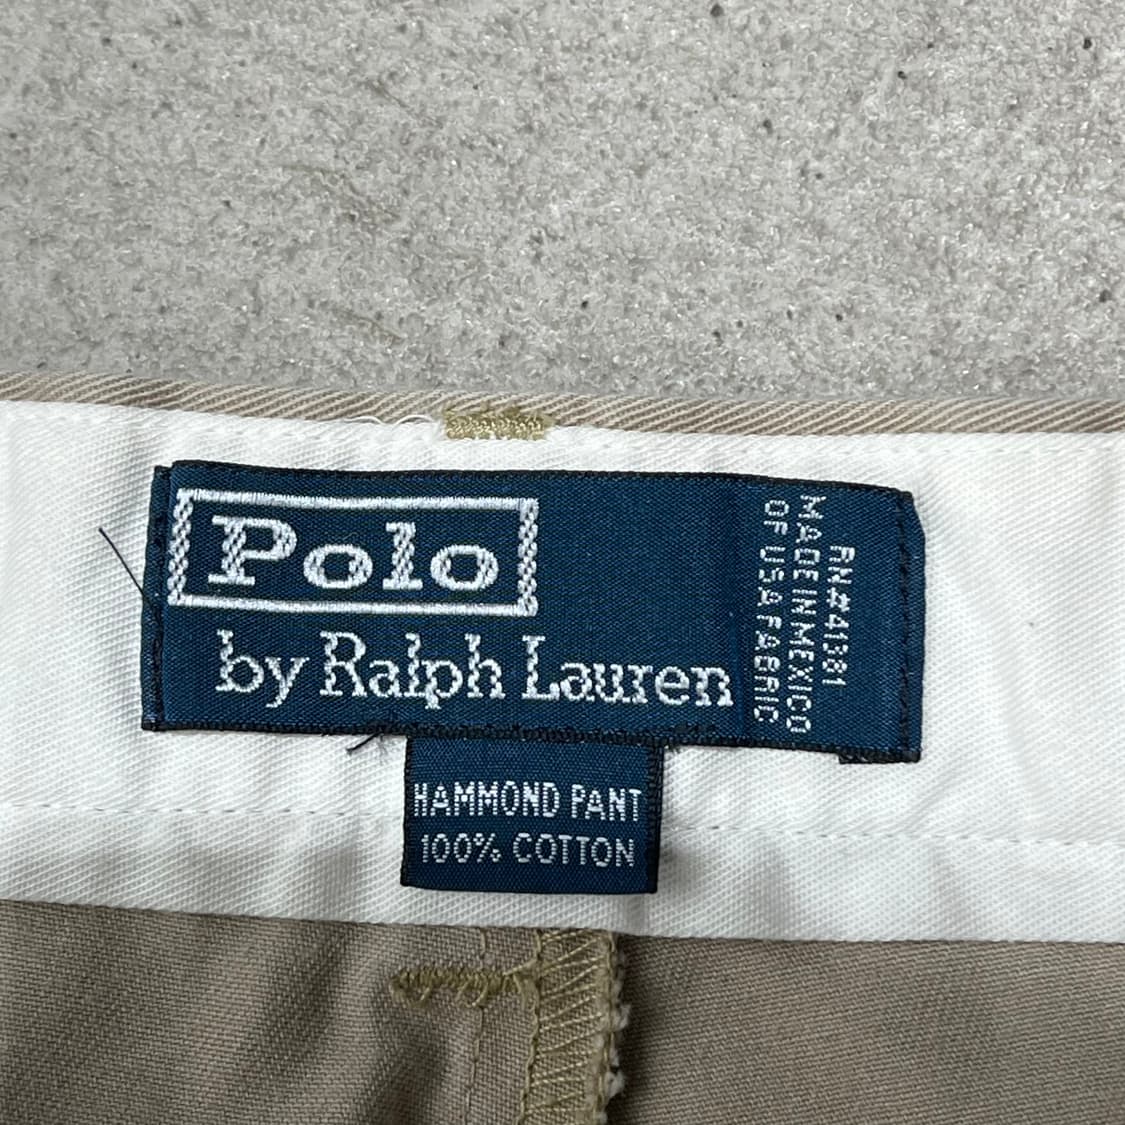 Polo
by Ralph Lauren
RN#41381
MADE IN MEXICO
OF USA FABRIC
HAMMOND PANT
100% COTTON